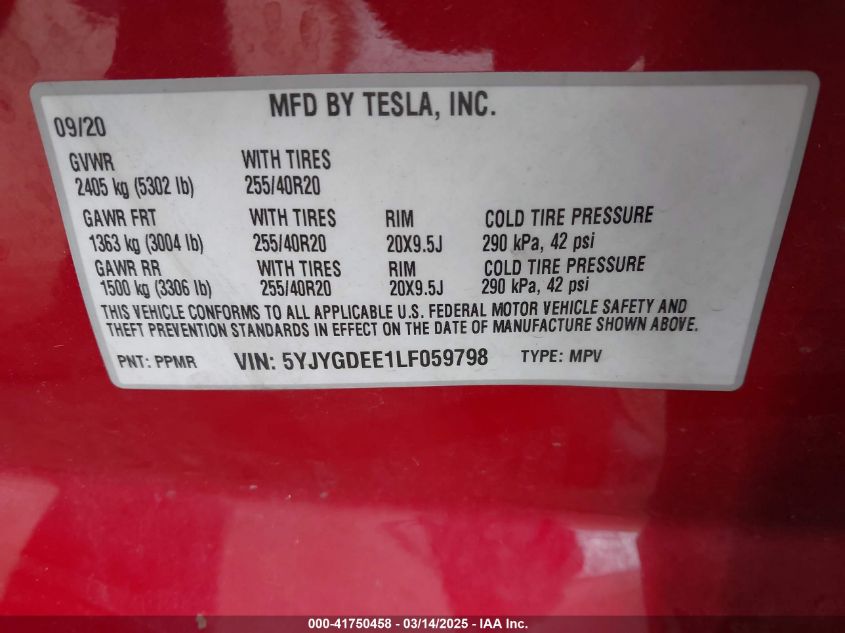 MFD BY TESLA, INC.
09/20
GVWR WITH TIRES
2405 kg (5302 lb) 255/40R20
GAWR FRT WITH TIRES RIM COLD TIRE PRESSURE
1363 kg (3004 lb) 255/40R20 20X9.5J 290 kPa, 42 psi
GAWR RR WITH TIRES RIM COLD TIRE PRESSURE
1500 kg (3306 lb) 255/40R20 20X9.5J 290 kPa, 42 psi
THIS VEHICLE CONFORMS TO ALL APPLICABLE U.S. FEDERAL MOTOR VEHICLE SAFETY AND
THEFT PREVENTION STANDARDS IN EFFECT ON THE DATE OF MANUFACTURE SHOWN ABOVE.
PNT: PPMR VIN: 5YJYGDEE1LF059798 TYPE: MPV
000-41750458 - 03/14/2025 - IAA Inc.